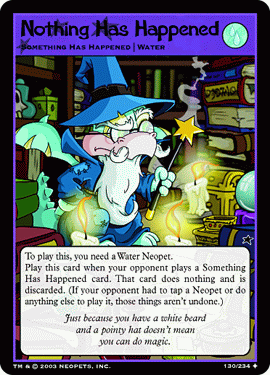 Nothing Has Happened
Something Has Happened | Water
To play this, you need a Water Neopet.
Play this card when your opponent plays a Something
Has Happened card. That card does nothing and is
discarded. (If your opponent had to tap a Neopet or do
anything else to play it, those things aren't undone.)
Just because you have a white beard
and a pointy hat doesn't mean
you can do magic.
TM & © 2003 NEOPETS, INC.
130/234 ♦